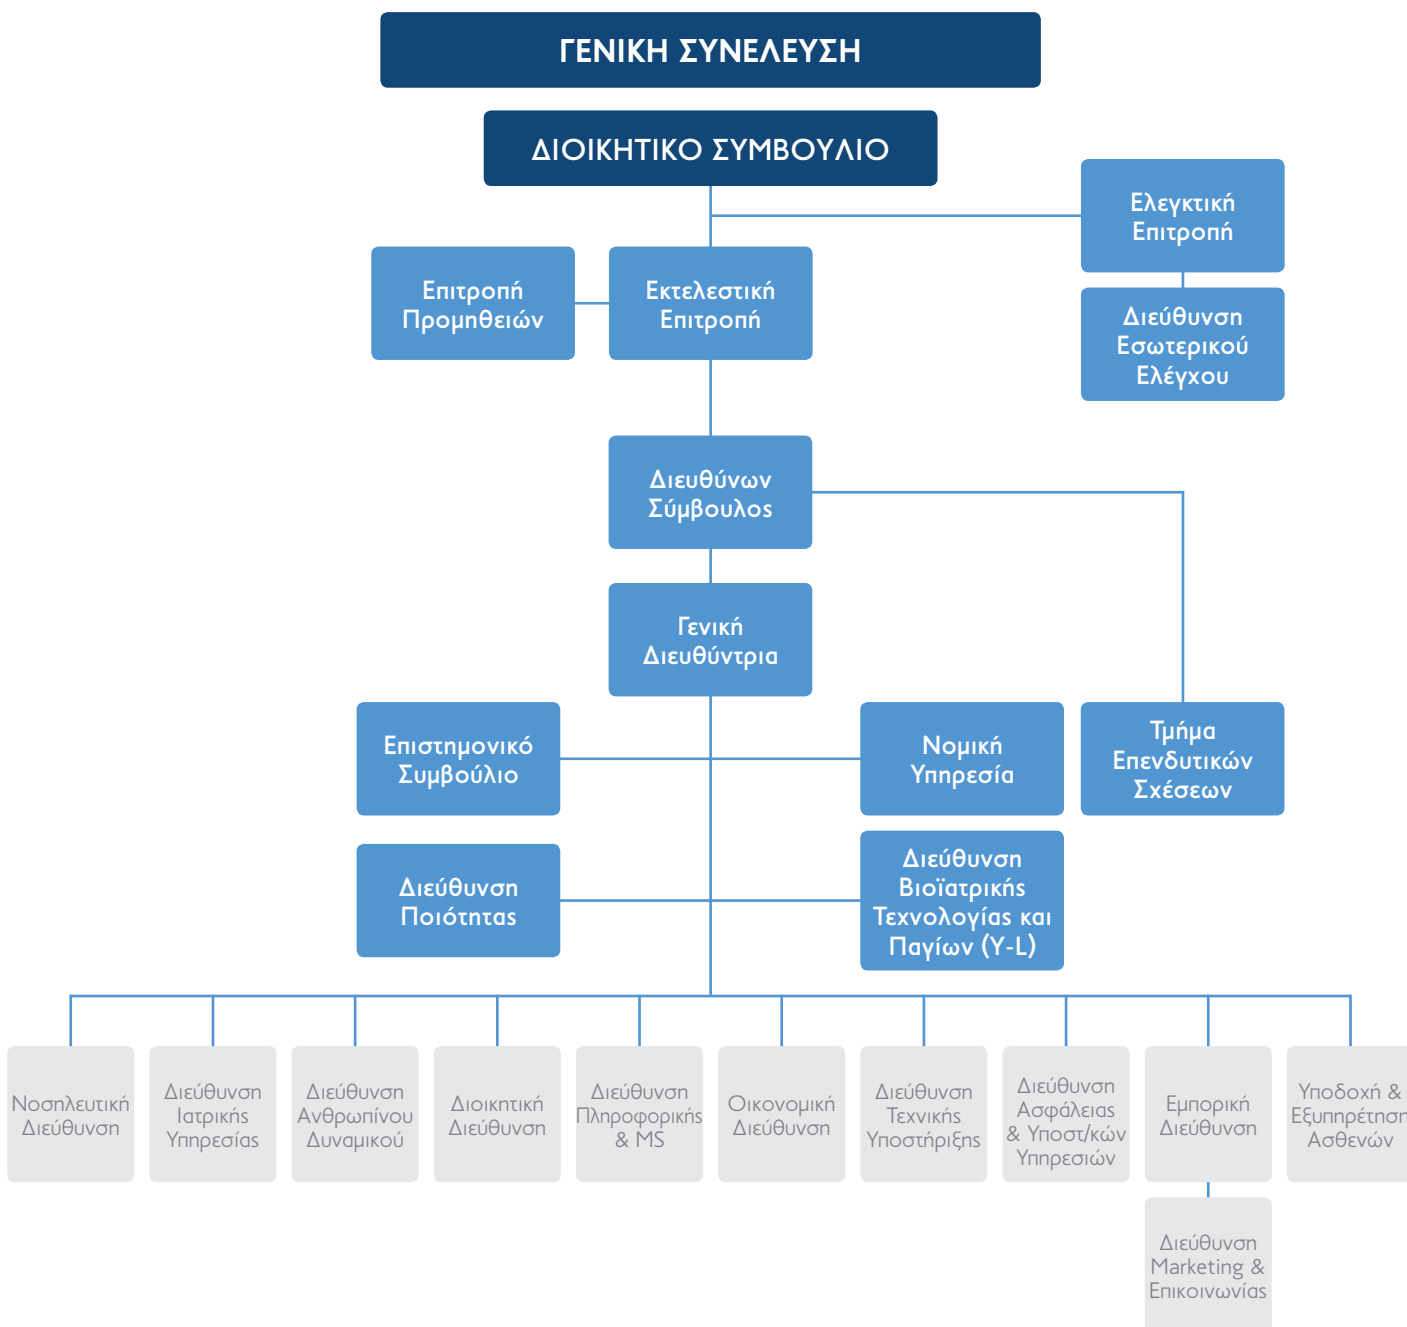 ΓΕΝΙΚΗ ΣΥΝΕΛΕΥΣΗ
ΔΙΟΙΚΗΤΙΚΟ ΣΥΜΒΟΥΛΙΟ
Ελεγκτική
Επιτροπή
Επιτροπή
Προμηθειών
Εκτελεστική
Επιτροπή
Διεύθυνση
Εσωτερικού
Ελέγχου
Διευθύνων
Σύμβουλος
Γενική
Διευθύντρια
Επιστημονικό
Συμβούλιο
Νομική
Υπηρεσία
Τμήμα
Επενδυτικών
Σχέσεων
Διεύθυνση
Ποιότητας
Διεύθυνση
Βιοϊατρικής
Τεχνολογίας και
Παγίων (Y-L)
Νοσηλευτική
Διεύθυνση
Διεύθυνση
Ιατρικής
Υπηρεσίας
Διεύθυνση
Ανθρωπίνου
Δυναμικού
Διοικητική
Διεύθυνση
Διεύθυνση
Πληροφορικής
& MS
Οικονομική
Διεύθυνση
Διεύθυνση
Τεχνικής
Υποστήριξης
Διεύθυνση
Ασφάλειας
& Υποστ/κών
Υπηρεσιών
Εμπορική
Διεύθυνση
Υποδοχή &
Εξυπηρέτηση
Ασθενών
Διεύθυνση
Marketing &
Επικοινωνίας